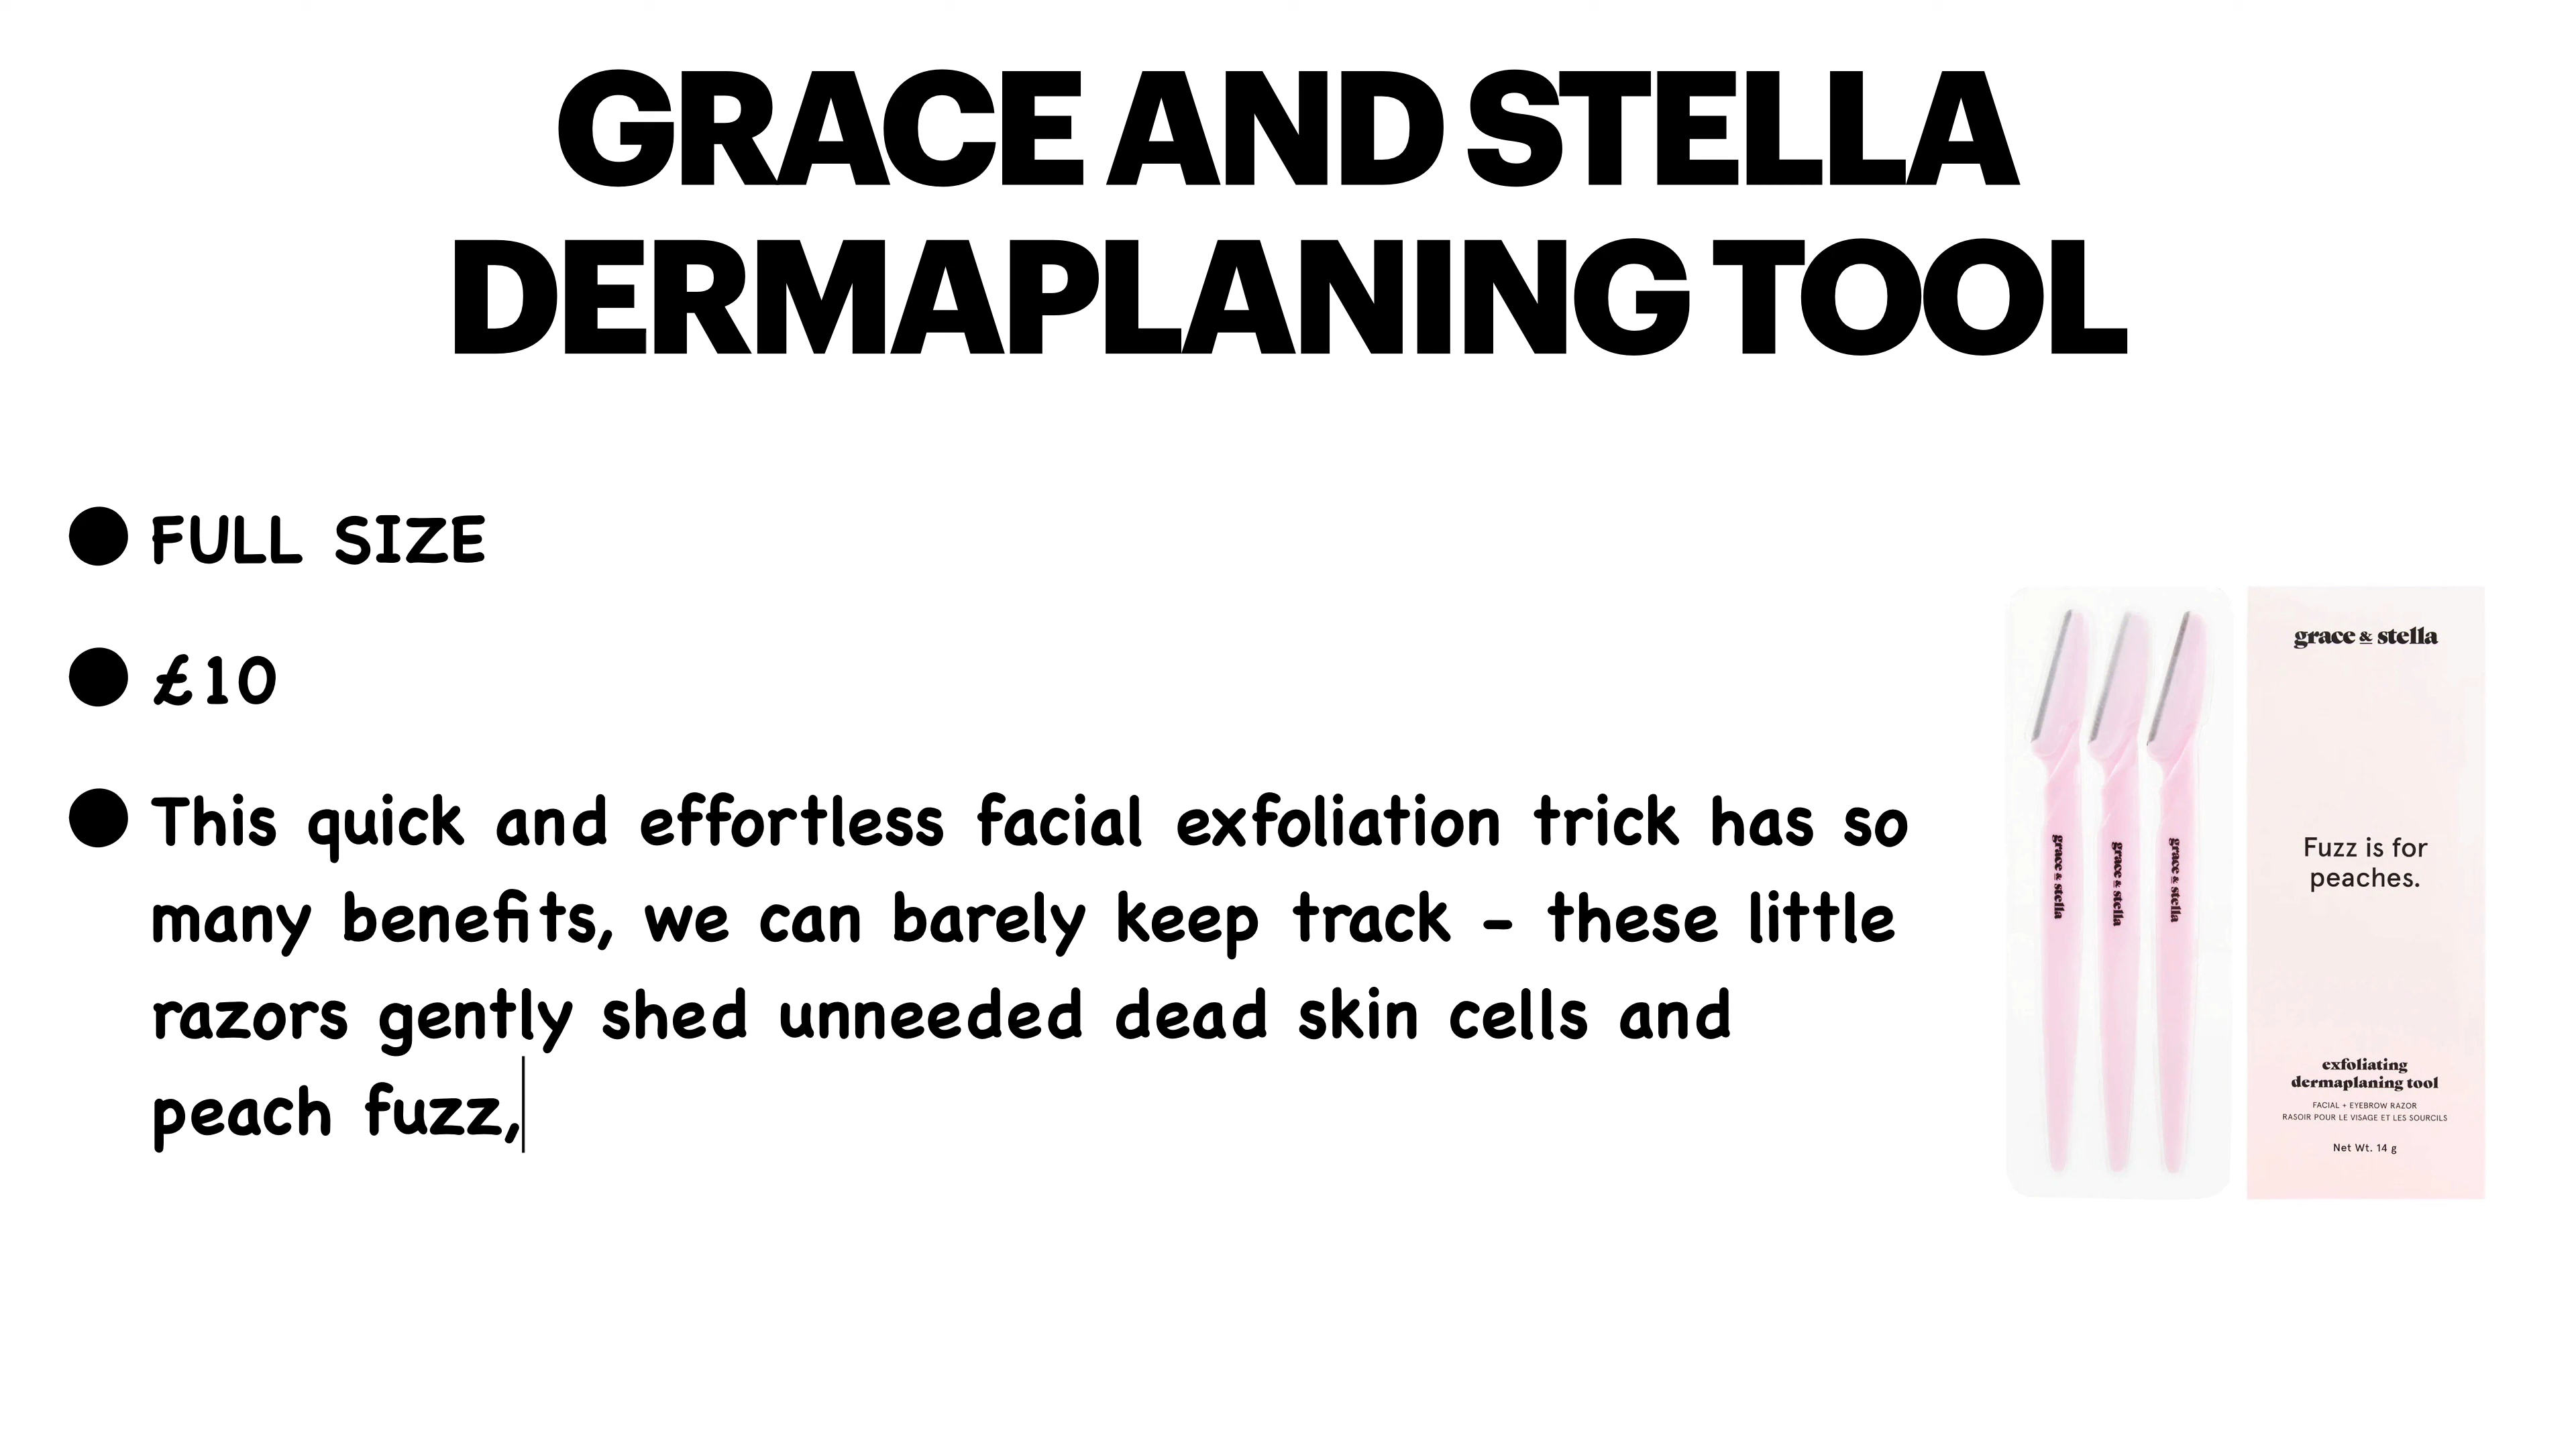 GRACE AND STELLA
DERMAPLANING TOOL
● FULL SIZE
● £10
● This quick and effortless facial exfoliation trick has so
many benefits, we can barely keep track - these little
razors gently shed unneeded dead skin cells and
peach fuzz,
grace & stella
grace & stella
grace & stella
grace & stella
Fuzz is for
peaches.
exfoliating
dermaplaning tool
FACIAL + EYEBROW RAZOR
RASOIR POUR LE VISAGE ET LES SOURCILS
Net Wt. 14 g